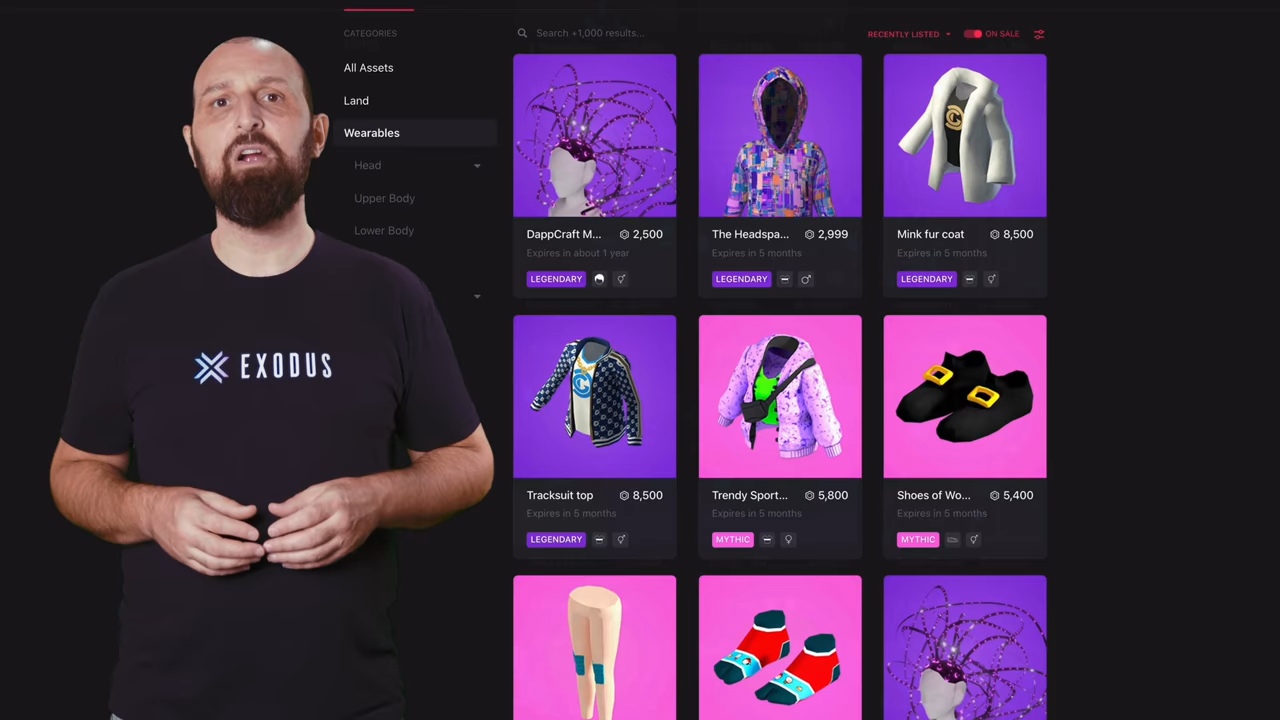 CATEGORIES
All Assets
Land
Wearables
Head
Upper Body
Lower Body
Search +1,000 results...
RECENTLY LISTED
ON SALE
DappCraft M... 2,500
Expires in about 1 year
LEGENDARY
The Headspa... 2,999
Expires in 5 months
LEGENDARY
Mink fur coat 8,500
Expires in 5 months
LEGENDARY
Tracksuit top 8,500
Expires in 5 months
LEGENDARY
Trendy Sport... 5,800
Expires in 5 months
MYTHIC
Shoes of Wo... 5,400
Expires in 5 months
MYTHIC
EXODUS